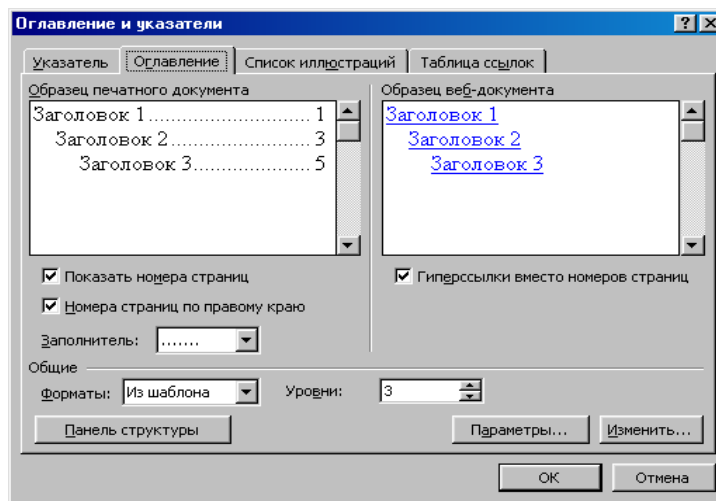 Оглавление и указатели
Указатель Оглавление Список иллюстраций Таблица ссылок
Образец печатного документа Образец веб-документа
Заголовок 1.................... 1 Заголовок 1
Заголовок 2................. 3 Заголовок 2
Заголовок 3.............. 5 Заголовок 3
Показать номера страниц Гиперссылки вместо номеров страниц
Номера страниц по правому краю
Заполнитель: .......
Общие
Форматы: Из шаблона Уровни: 3
Панель структуры Параметры... Изменить...
ОК Отмена